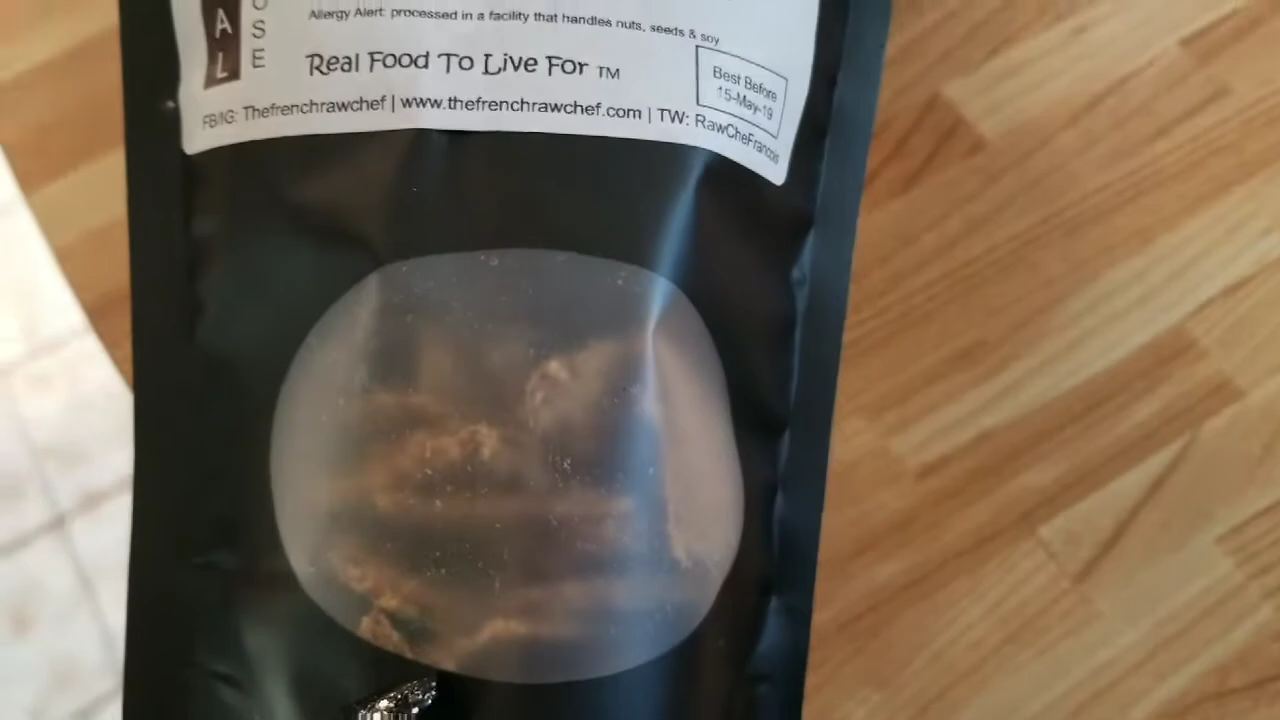 A
L
U
S
E
Allergy Alert: processed in a facility that handles nuts, seeds & soy
Real Food To Live For TM
Best Before
15-May-19
FB/IG: Thefrenchrawchef | www.thefrenchrawchef.com | TW: RawCheFrancois